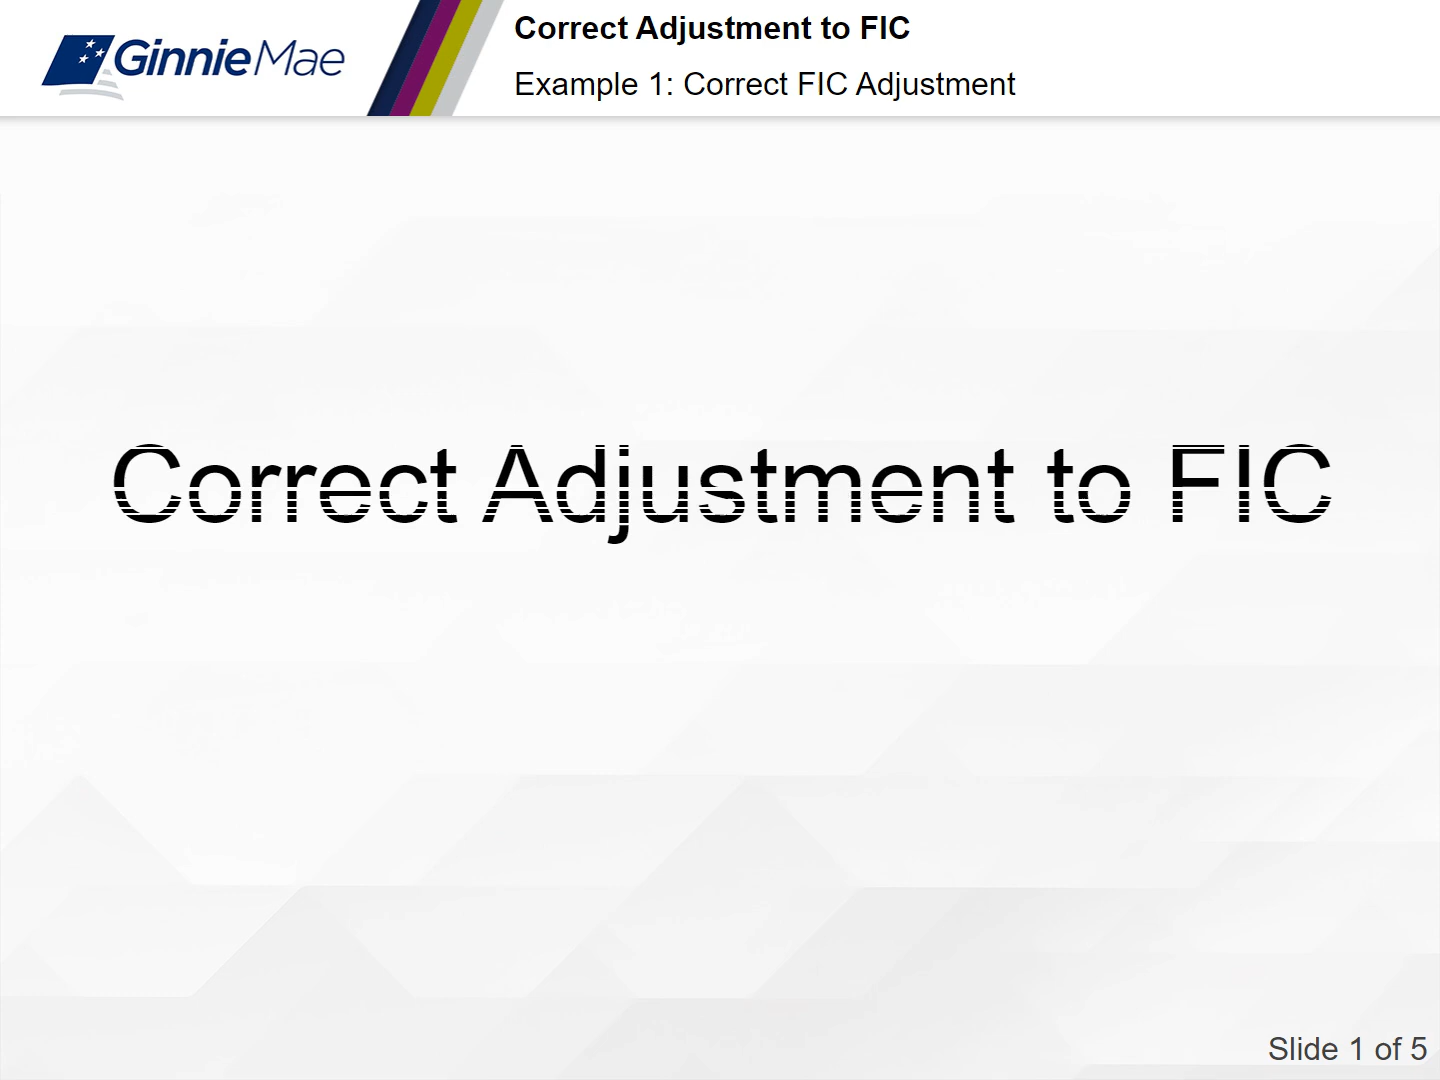 GinnieMae
Correct Adjustment to FIC
Example 1: Correct FIC Adjustment
Correct Adjustment to FIC
Slide 1 of 5